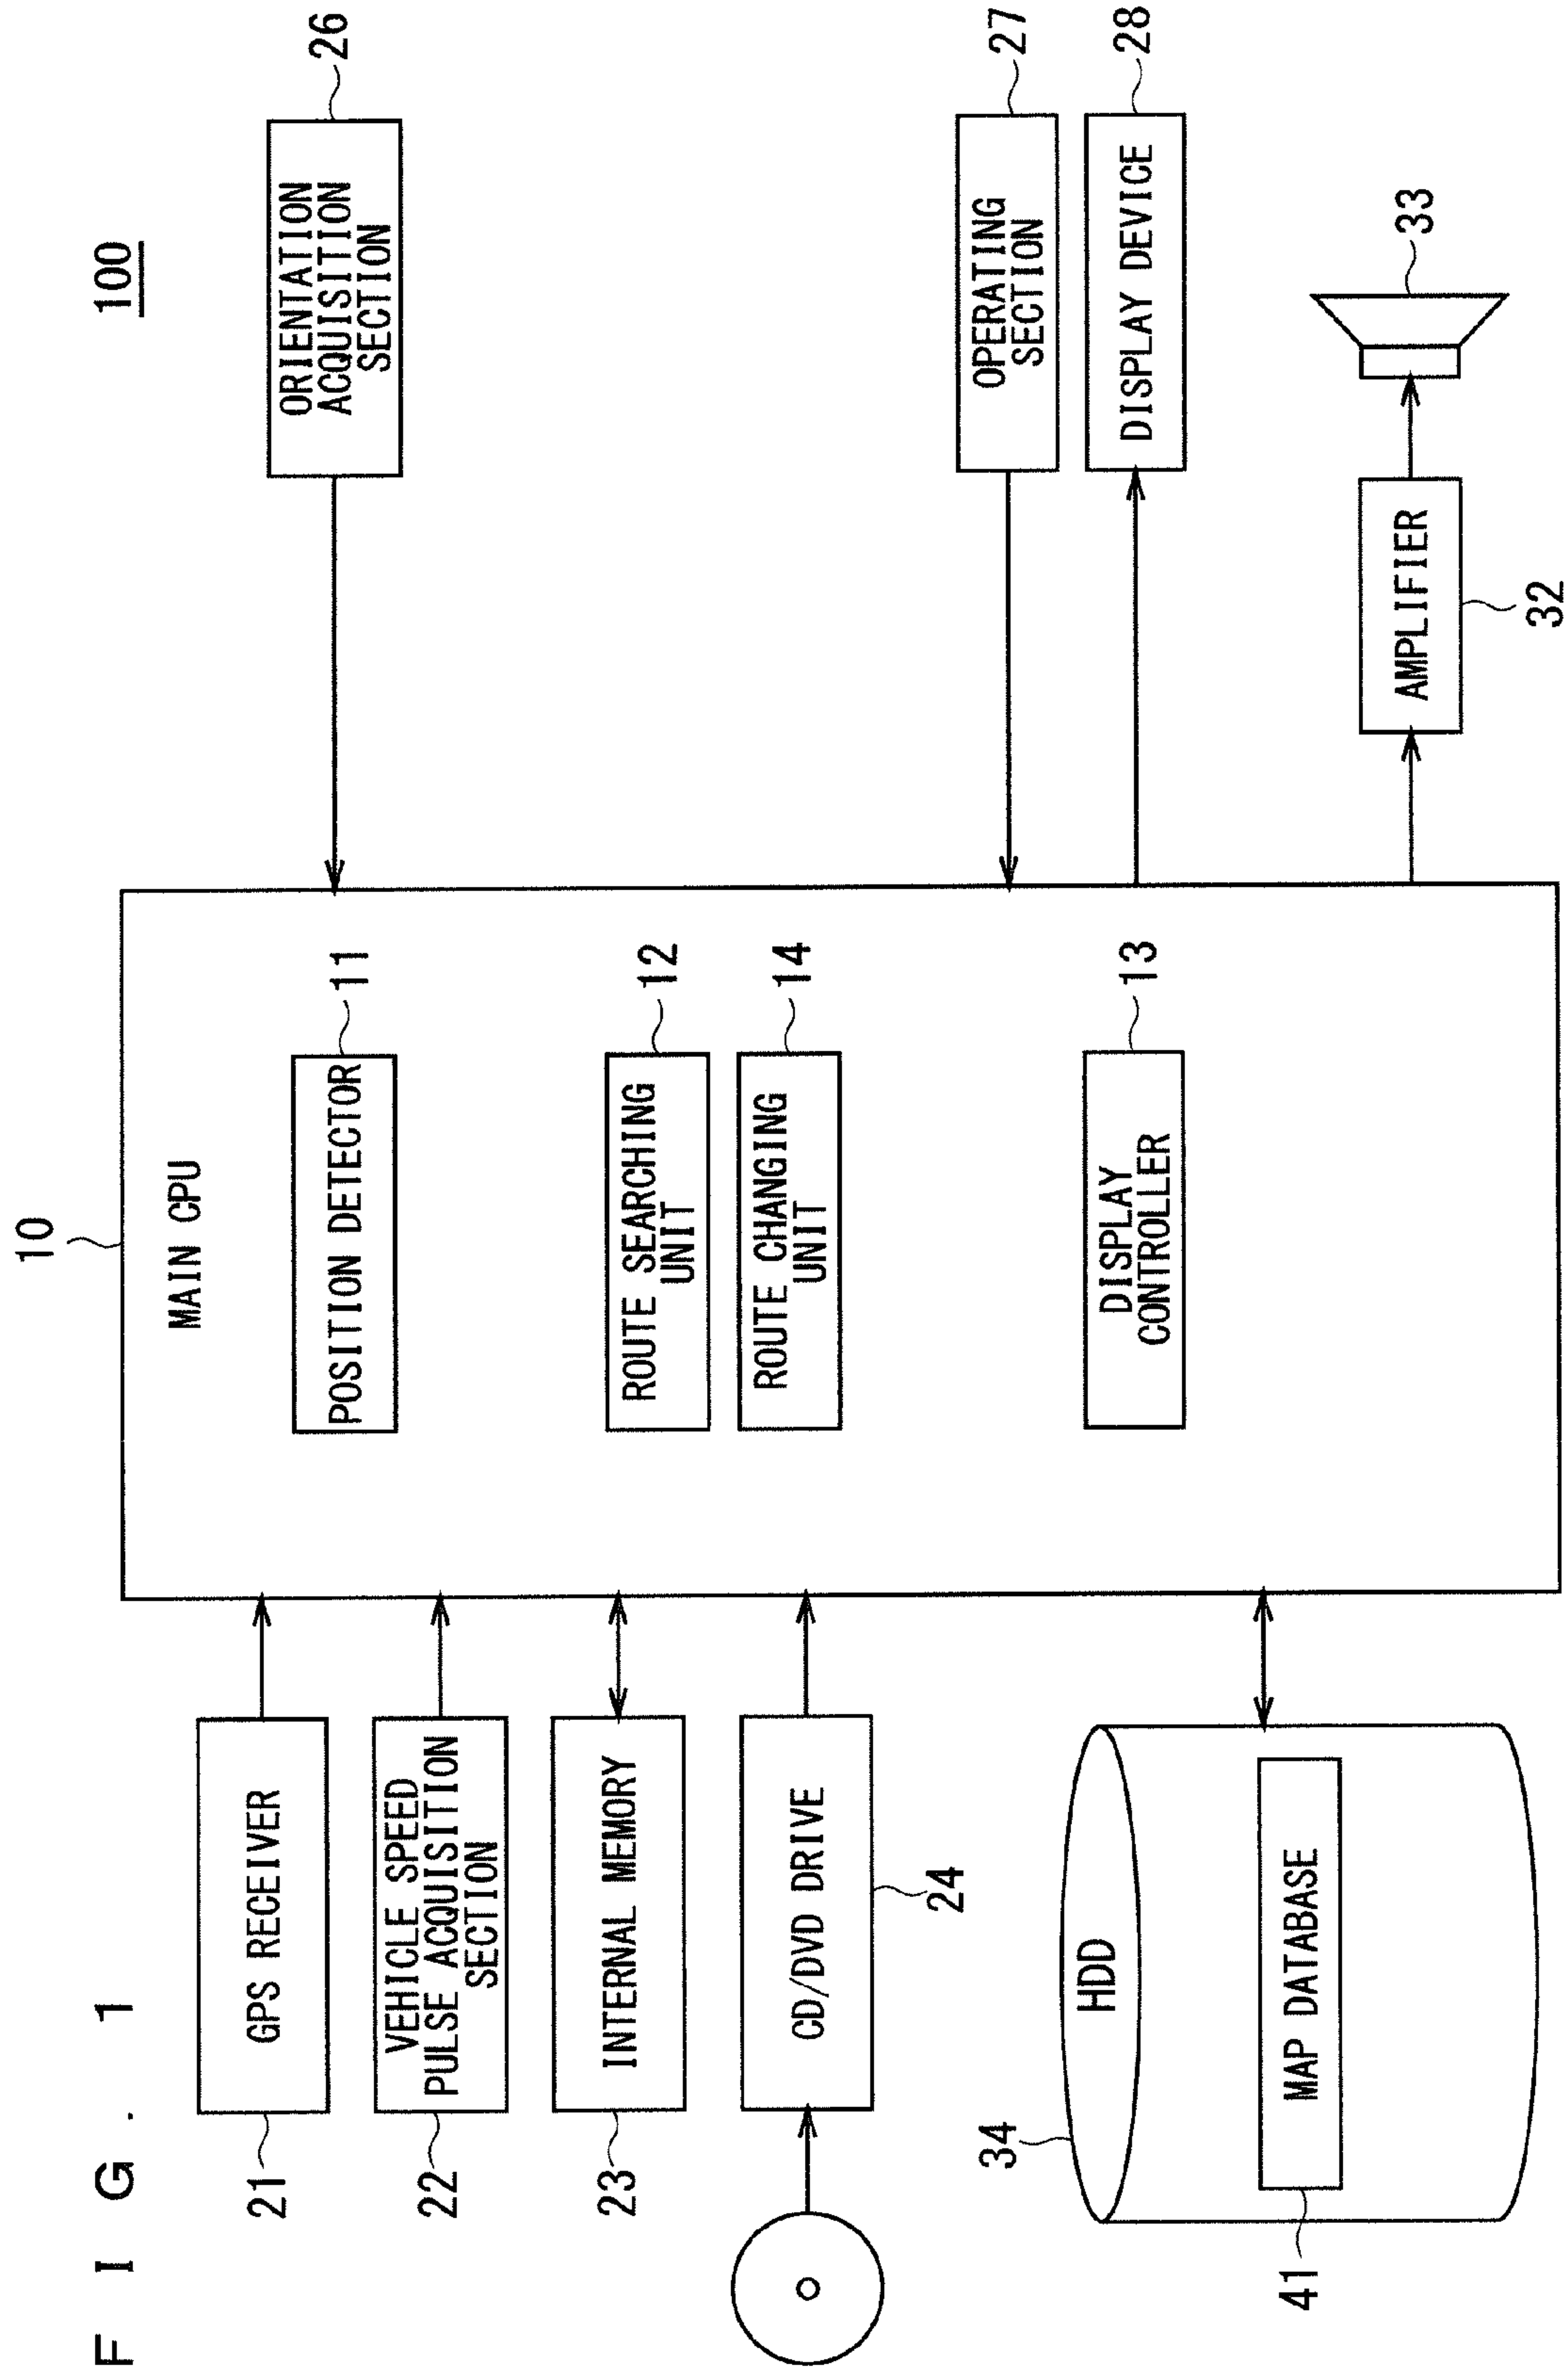 FIG. 1
100
10
MAIN CPU
21
GPS RECEIVER
22
VEHICLE SPEED
PULSE ACQUISITION
SECTION
23
INTERNAL MEMORY
CD/DVD DRIVE
24
34
HDD
41
MAP DATABASE
POSITION DETECTOR
11
ROUTE SEARCHING
UNIT
12
ROUTE CHANGING
UNIT
14
DISPLAY
CONTROLLER
13
ORIENTATION
ACQUISITION
SECTION
26
OPERATING
SECTION
27
DISPLAY DEVICE
28
AMPLIFIER
32
33